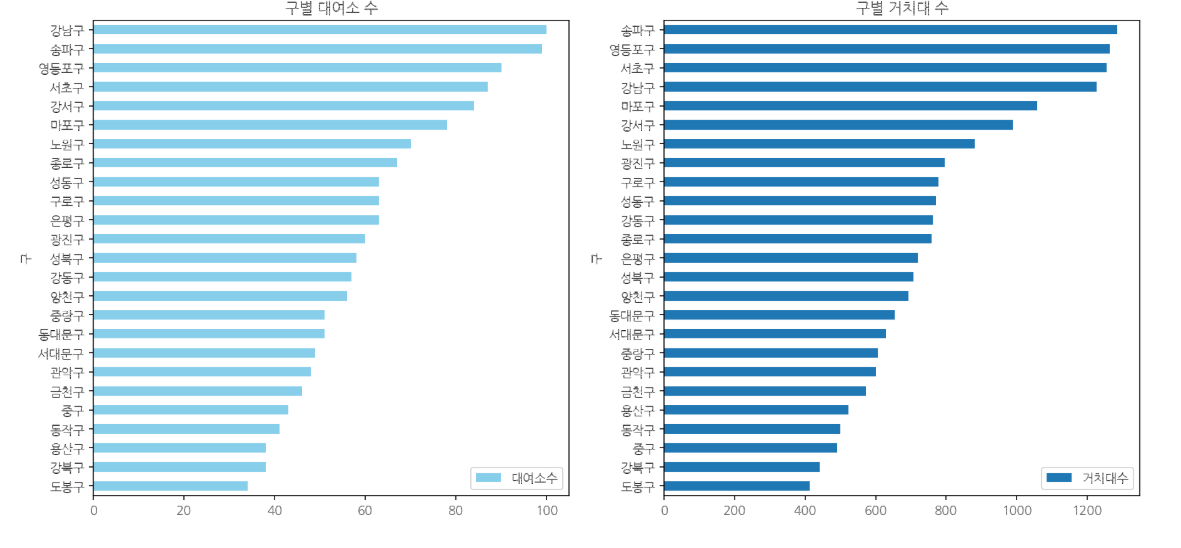 구별 대여소 수
강남구
송파구
영등포구
서초구
강서구
마포구
노원구
종로구
성동구
구로구
은평구
광진구
성북구
강동구
양천구
중랑구
동대문구
서대문구
관악구
금천구
중구
동작구
용산구
강북구
도봉구
구
대여소수
0 20 40 60 80 100
구별 거치대 수
송파구
영등포구
서초구
강남구
마포구
강서구
노원구
광진구
구로구
성동구
강동구
종로구
은평구
성북구
양천구
동대문구
서대문구
중랑구
관악구
금천구
용산구
동작구
중구
강북구
도봉구
구
거치대수
0 200 400 600 800 1000 1200